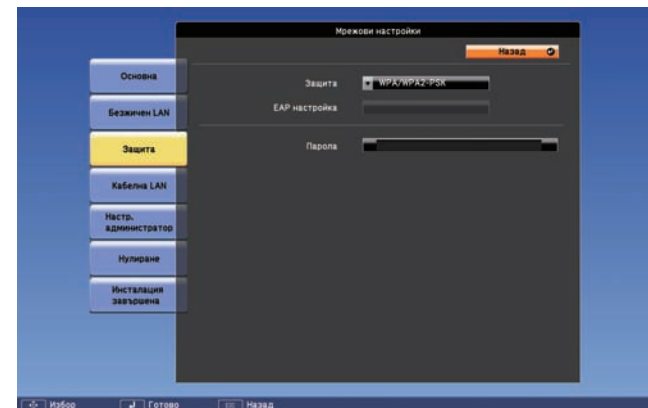 Мрежови настройки
Назад
Основна
Безжичен LAN
Защита
Кабелна LAN
Настр.
администратор
Нулиране
Инсталация
завършена
Защита
WPA/WPA2-PSK
EAP настройка
Парола
Избор
Готово
Назад